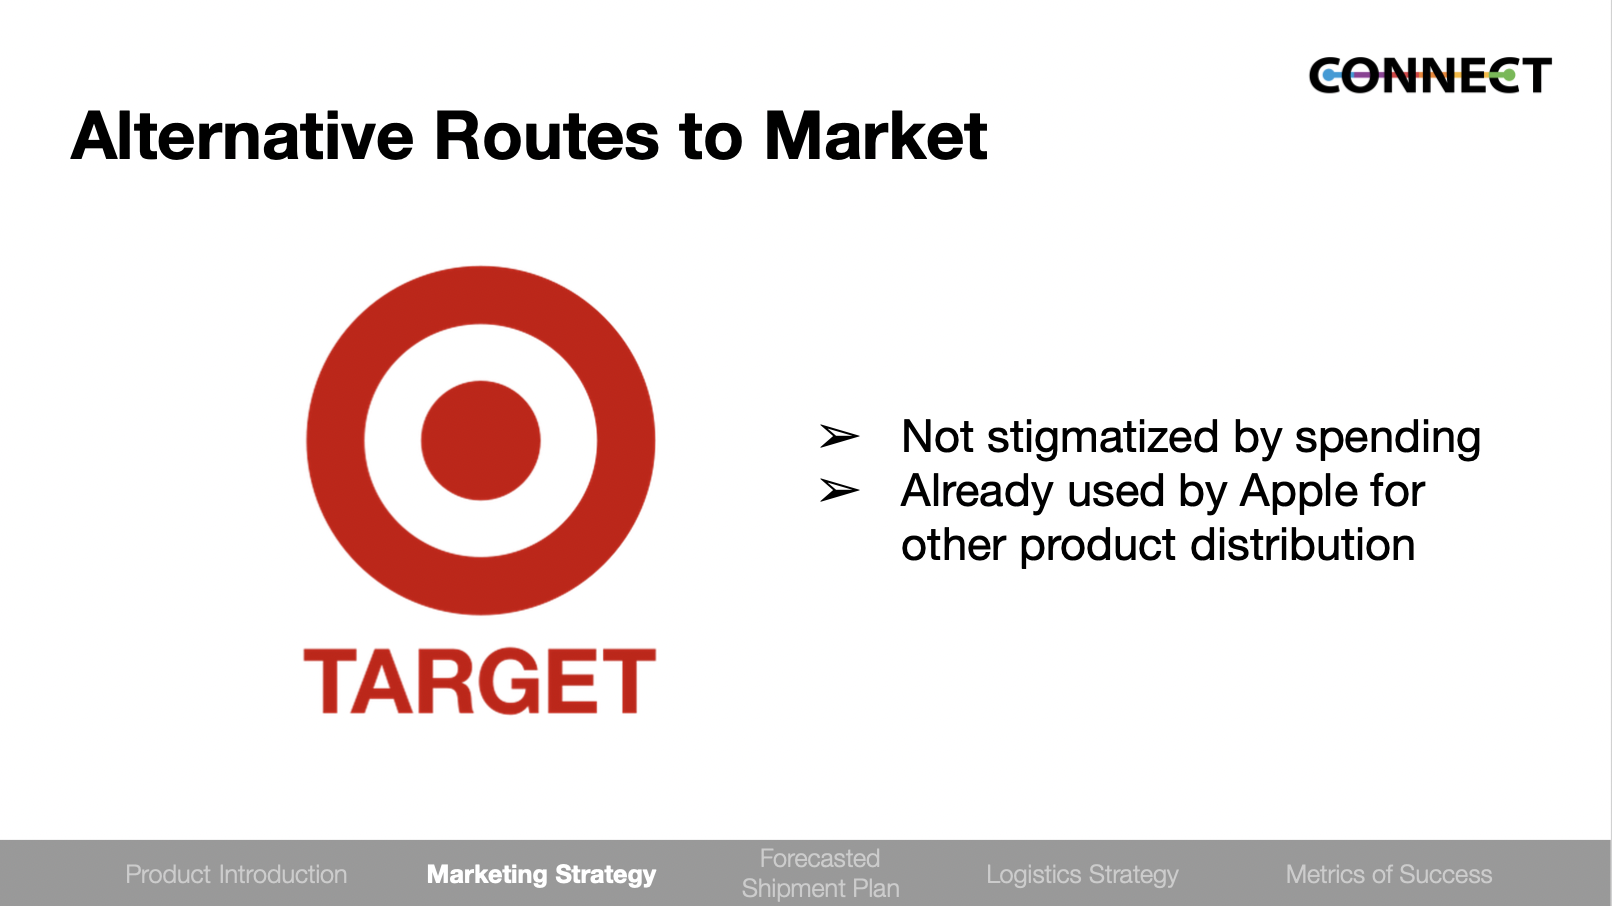 CONNECT
Alternative Routes to Market
TARGET
➢ Not stigmatized by spending
➢ Already used by Apple for
other product distribution
Product Introduction
Marketing Strategy
Forecasted
Shipment Plan
Logistics Strategy
Metrics of Success